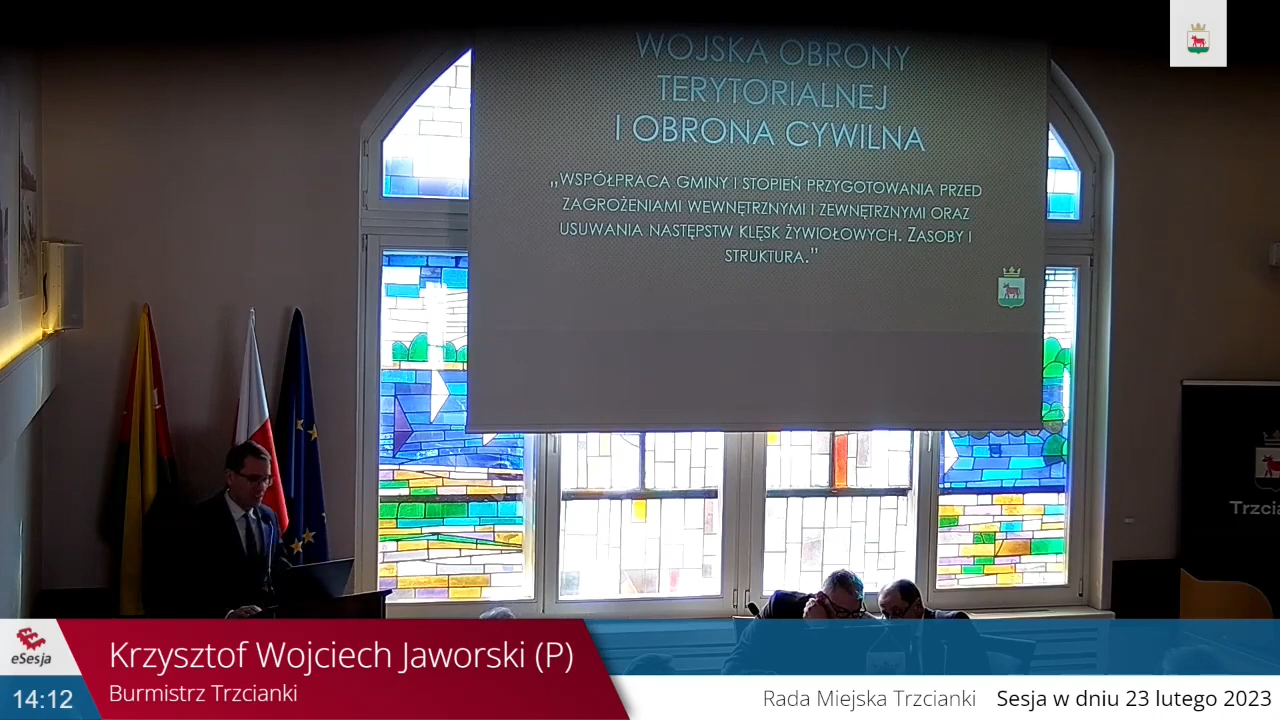 WOJSKA OBRONY
TERYTORIALNEJ
I OBRONA CYWILNA
„WSPÓŁPRACA GMINY I STOPIEŃ PRZYGOTOWANIA PRZED
ZAGROŻENIAMI WEWNĘTRZNYMI I ZEWNĘTRZNYMI ORAZ
USUWANIA NASTĘPSTW KLĘSK ŻYWIOŁOWYCH. ZASOBY I
STRUKTURA.”
Trzcia
eSesja
14:12
Krzysztof Wojciech Jaworski (P)
Burmistrz Trzcianki
Rada Miejska Trzcianki Sesja w dniu 23 lutego 2023